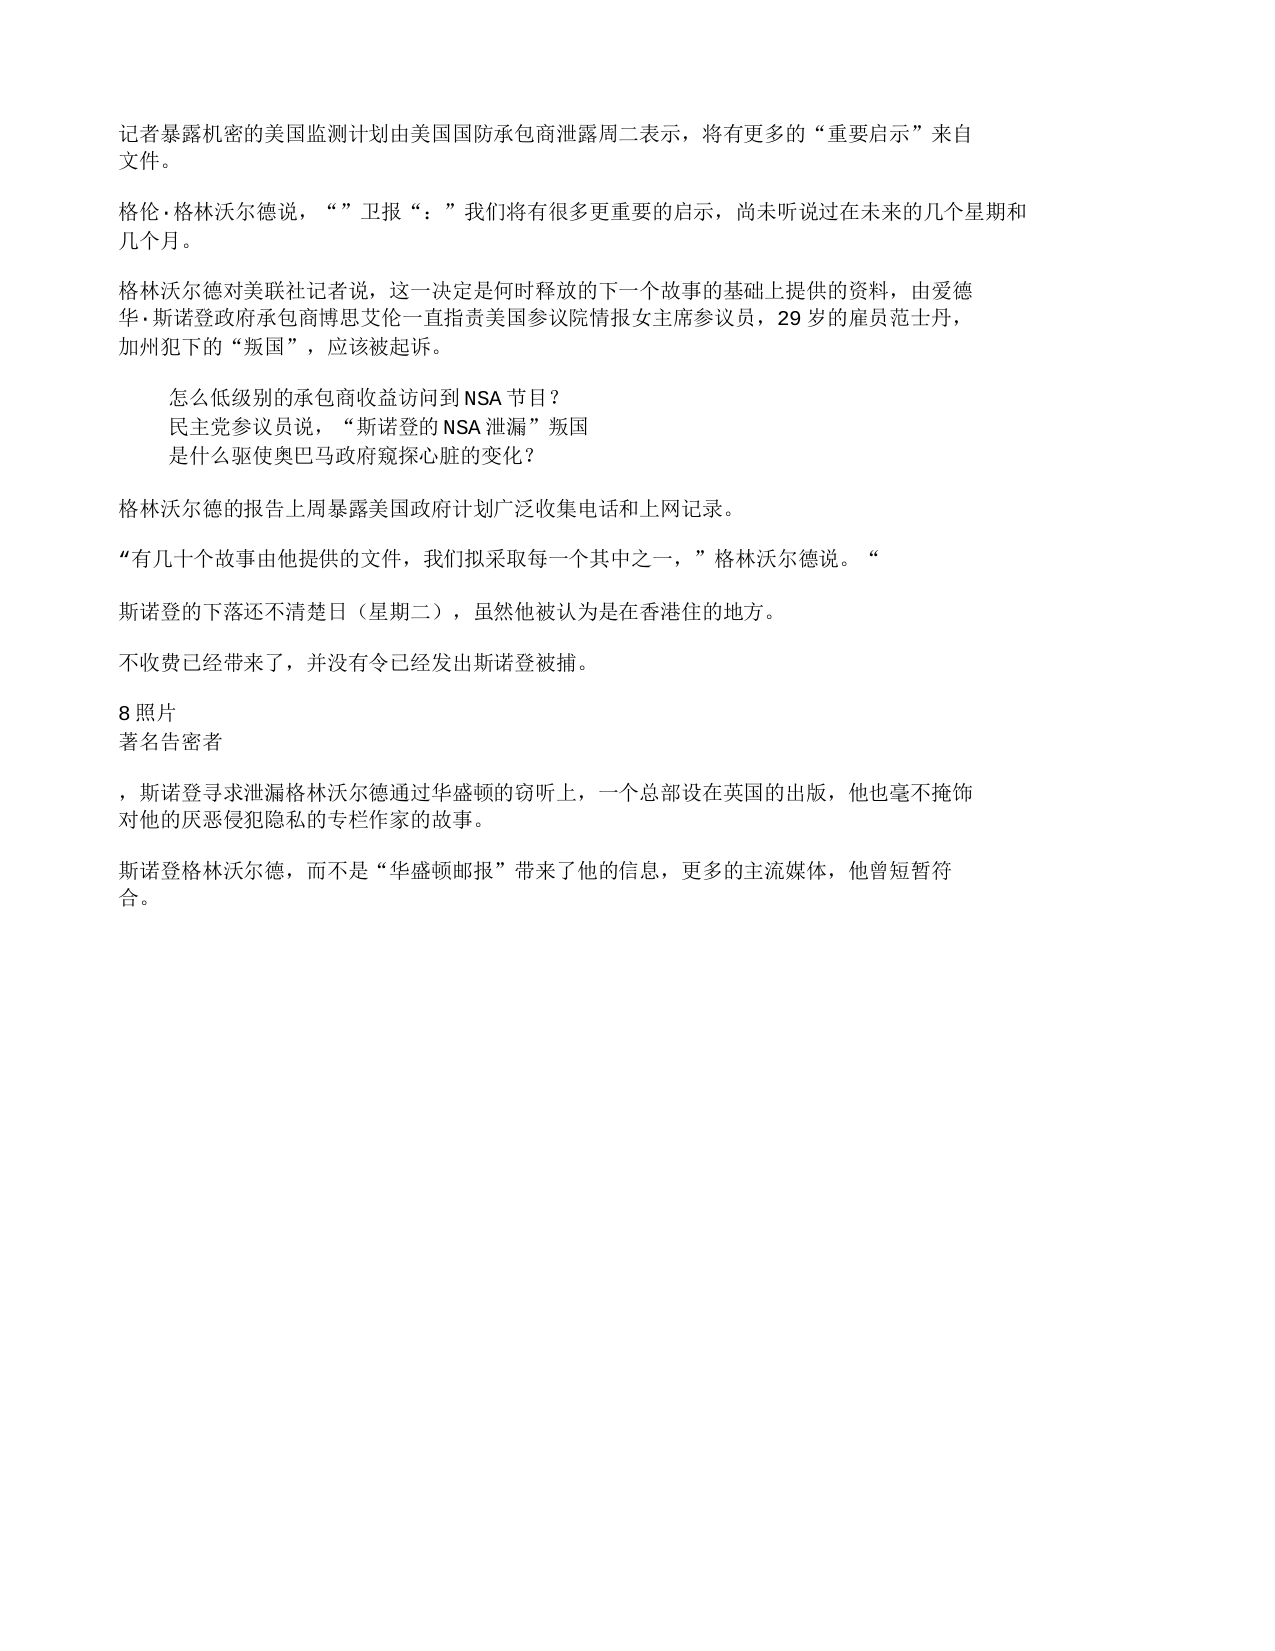 记者暴露机密的美国监测计划由美国国防承包商泄露周二表示，将有更多的“重要启示”来自
文件。
格伦·格林沃尔德说，“”卫报“：”我们将有很多更重要的启示，尚未听说过在未来的几个星期和
几个月。
格林沃尔德对美联社记者说，这一决定是何时释放的下一个故事的基础上提供的资料，由爱德
华·斯诺登政府承包商博思艾伦一直指责美国参议院情报女主席参议员，29 岁的雇员范士丹，
加州犯下的“叛国”，应该被起诉。
怎么低级别的承包商收益访问到 NSA 节目？
民主党参议员说，“斯诺登的 NSA 泄漏”叛国
是什么驱使奥巴马政府窥探心脏的变化？
格林沃尔德的报告上周暴露美国政府计划广泛收集电话和上网记录。
“有几十个故事由他提供的文件，我们拟采取每一个其中之一，”格林沃尔德说。“
斯诺登的下落还不清楚日（星期二），虽然他被认为是在香港住的地方。
不收费已经带来了，并没有令已经发出斯诺登被捕。
8 照片
著名告密者
，斯诺登寻求泄漏格林沃尔德通过华盛顿的窃听上，一个总部设在英国的出版，他也毫不掩饰
对他的厌恶侵犯隐私的专栏作家的故事。
斯诺登格林沃尔德，而不是“华盛顿邮报”带来了他的信息，更多的主流媒体，他曾短暂符
合。